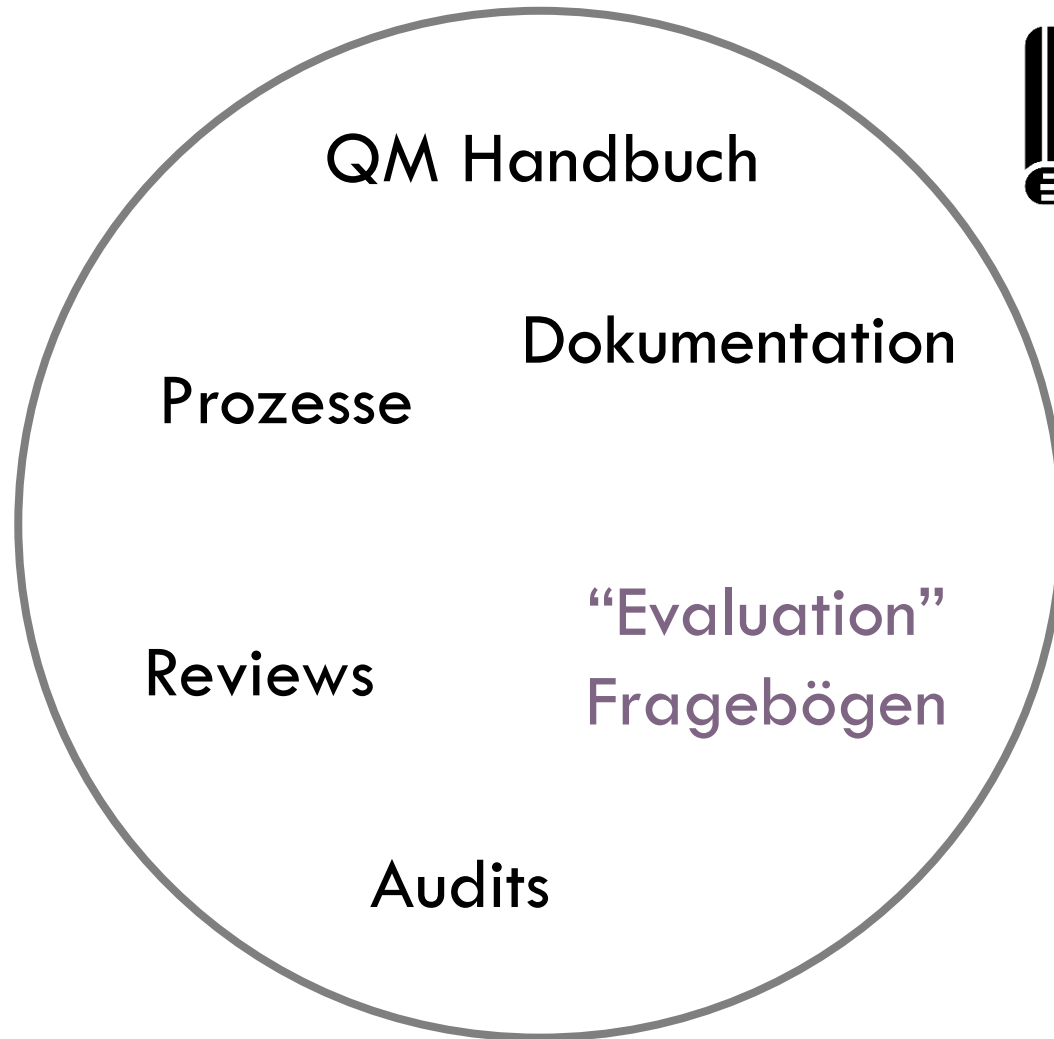 QM Handbuch
Dokumentation
Prozesse
“Evaluation”
Fragebögen
Reviews
Audits